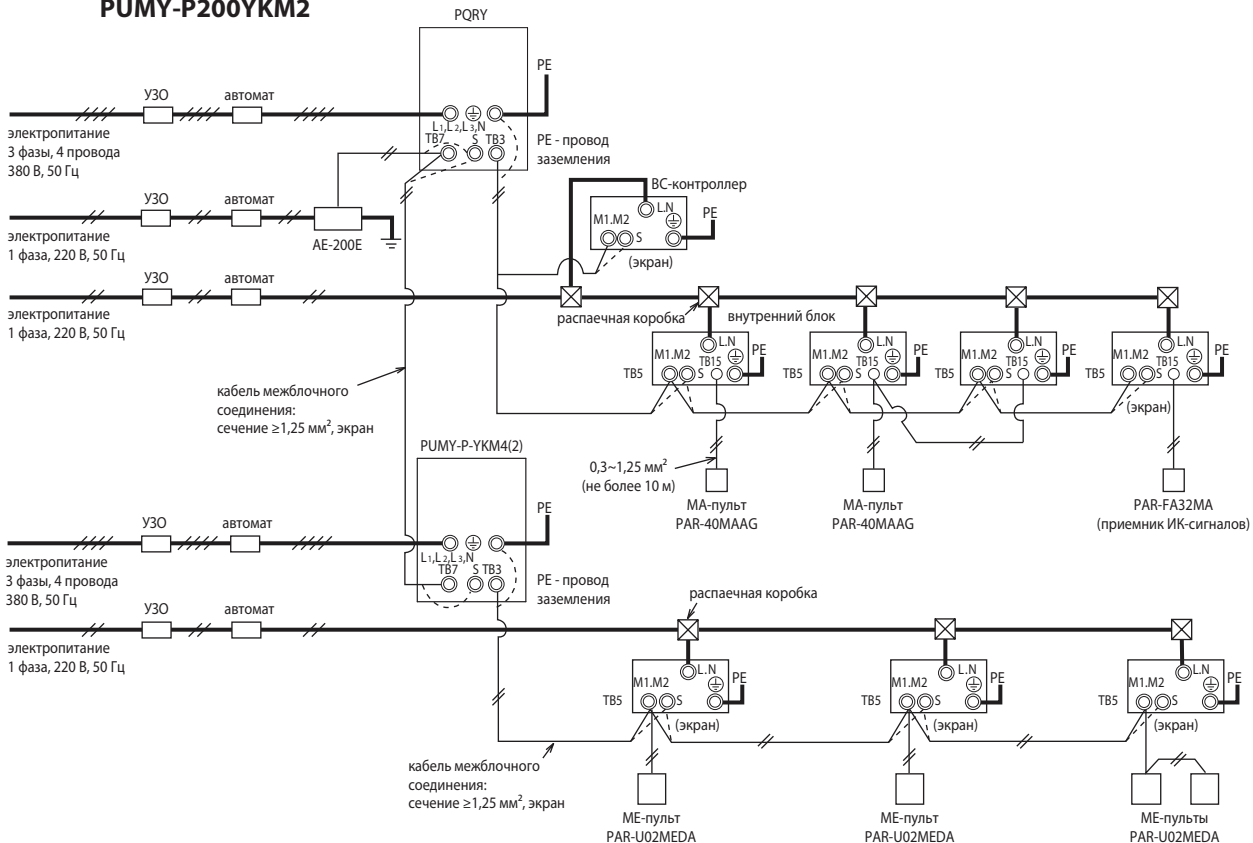 PUMY-P200YKM2
PQRY
PE
УЗО
автомат
L1,L2,L3,N
TB7
S
TB3
электропитание
3 фазы, 4 провода
380 В, 50 Гц
PE - провод
заземления
УЗО
автомат
AE-200E
электропитание
1 фаза, 220 В, 50 Гц
BC-контроллер
L.N
M1.M2
S
PE
(экран)
УЗО
автомат
электропитание
1 фаза, 220 В, 50 Гц
распаечная коробка
внутренний блок
L.N
M1.M2
TB15
PE
TB5
S
L.N
M1.M2
TB15
PE
TB5
S
L.N
M1.M2
TB15
PE
TB5
S
L.N
M1.M2
PE
TB5
S
(экран)
кабель межблочного
соединения:
сечение ≥1,25 мм², экран
0,3~1,25 мм²
(не более 10 м)
МА-пульт
PAR-40MAAG
МА-пульт
PAR-40MAAG
PAR-FA32MA
(приемник ИК-сигналов)
PUMY-P-YKM4(2)
PE
УЗО
автомат
L1,L2,L3,N
TB7
S
TB3
электропитание
3 фазы, 4 провода
380 В, 50 Гц
PE - провод
заземления
УЗО
автомат
распаечная коробка
электропитание
1 фаза, 220 В, 50 Гц
L.N
M1.M2
PE
TB5
S
(экран)
L.N
M1.M2
PE
TB5
S
(экран)
L.N
M1.M2
PE
TB5
S
(экран)
кабель межблочного
соединения:
сечение ≥1,25 мм², экран
МЕ-пульт
PAR-U02MEDA
МЕ-пульт
PAR-U02MEDA
МЕ-пульты
PAR-U02MEDA